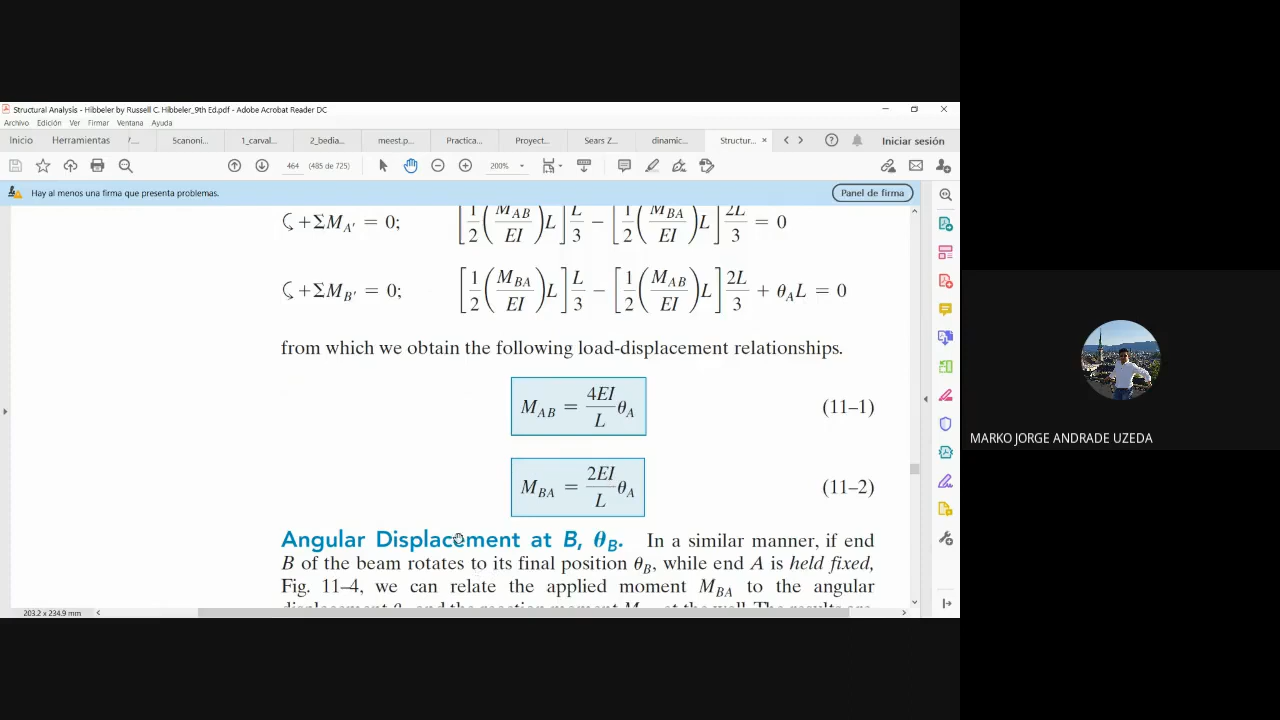 Structural Analysis - Hibbeler by Russell C. Hibbeler_9th Ed.pdf - Adobe Acrobat Reader DC
Archivo Edición Ver Firmar Ventana Ayuda
Inicio Herramientas 5canoni... 1_carval... 2_bedia... meest.p... Practica... Proyect... Sears Z... dinamic... Structur... × Iniciar sesión
464 (485 de 725) 200%
Hay al menos una firma que presenta problemas. Panel de firma
↻+ΣM_A′ = 0; [1/2 (M_AB/EI) L] L/3 − [1/2 (M_BA/EI) L] 2L/3 = 0
↻+ΣM_B′ = 0; [1/2 (M_BA/EI) L] L/3 − [1/2 (M_AB/EI) L] 2L/3 + θ_A L = 0
from which we obtain the following load-displacement relationships.
M_AB = 4EI/L θ_A (11–1)
M_BA = 2EI/L θ_A (11–2)
Angular Displacement at B, θ_B. In a similar manner, if end
B of the beam rotates to its final position θ_B, while end A is held fixed,
Fig. 11–4, we can relate the applied moment M_BA to the angular
203.2 x 234.9 mm
MARKO JORGE ANDRADE UZEDA